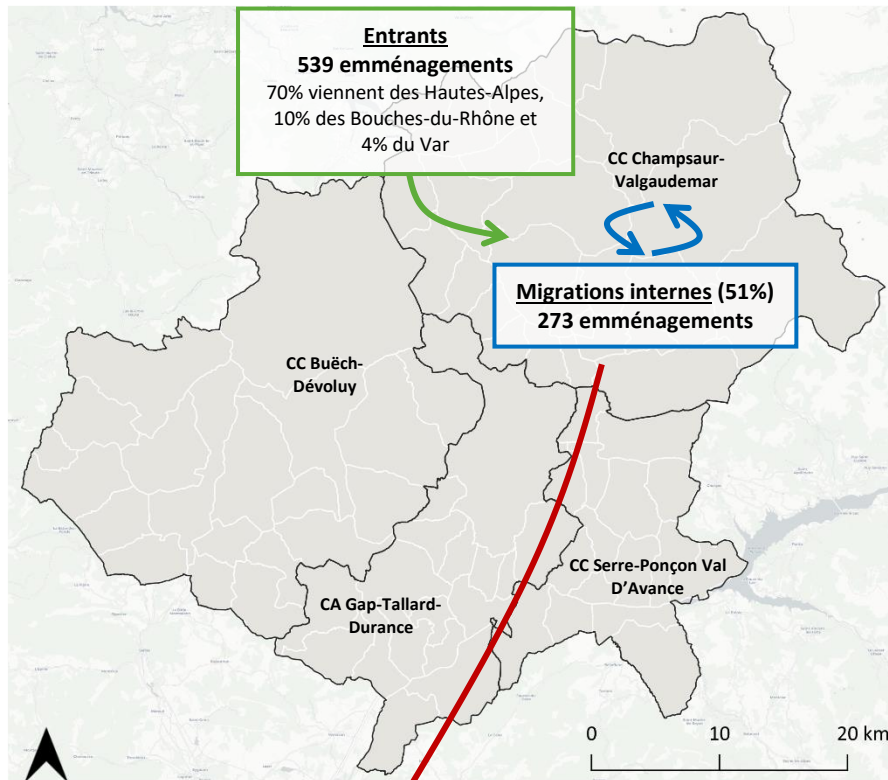 Entrants
539 emménagements
70% viennent des Hautes-Alpes,
10% des Bouches-du-Rhône et
4% du Var
CC Champsaur-
Valgaudemar
Migrations internes (51%)
273 emménagements
CC Buëch-
Dévoluy
CC Serre-Ponçon Val
D’Avance
CA Gap-Tallard-
Durance
0 10 20 km